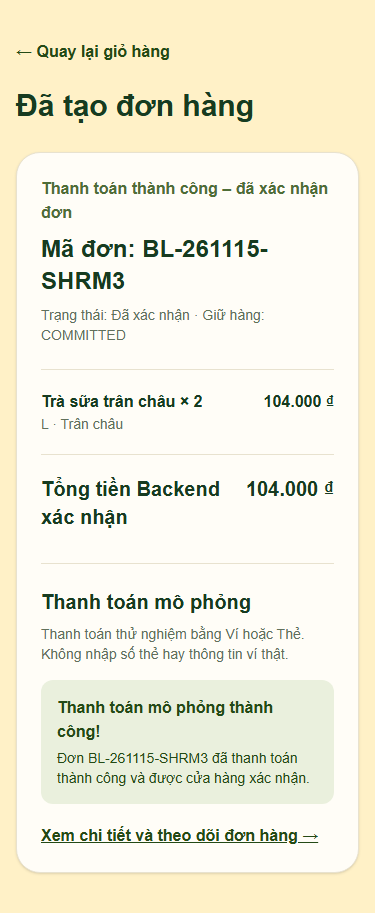 ← Quay lại giỏ hàng
Đã tạo đơn hàng
Thanh toán thành công – đã xác nhận
đơn
Mã đơn: BL-261115-
SHRM3
Trạng thái: Đã xác nhận · Giữ hàng:
COMMITTED
Trà sữa trân châu × 2 104.000 ₫
L · Trân châu
Tổng tiền Backend 104.000 ₫
xác nhận
Thanh toán mô phỏng
Thanh toán thử nghiệm bằng Ví hoặc Thẻ.
Không nhập số thẻ hay thông tin ví thật.
Thanh toán mô phỏng thành
công!
Đơn BL-261115-SHRM3 đã thanh toán
thành công và được cửa hàng xác nhận.
Xem chi tiết và theo dõi đơn hàng →